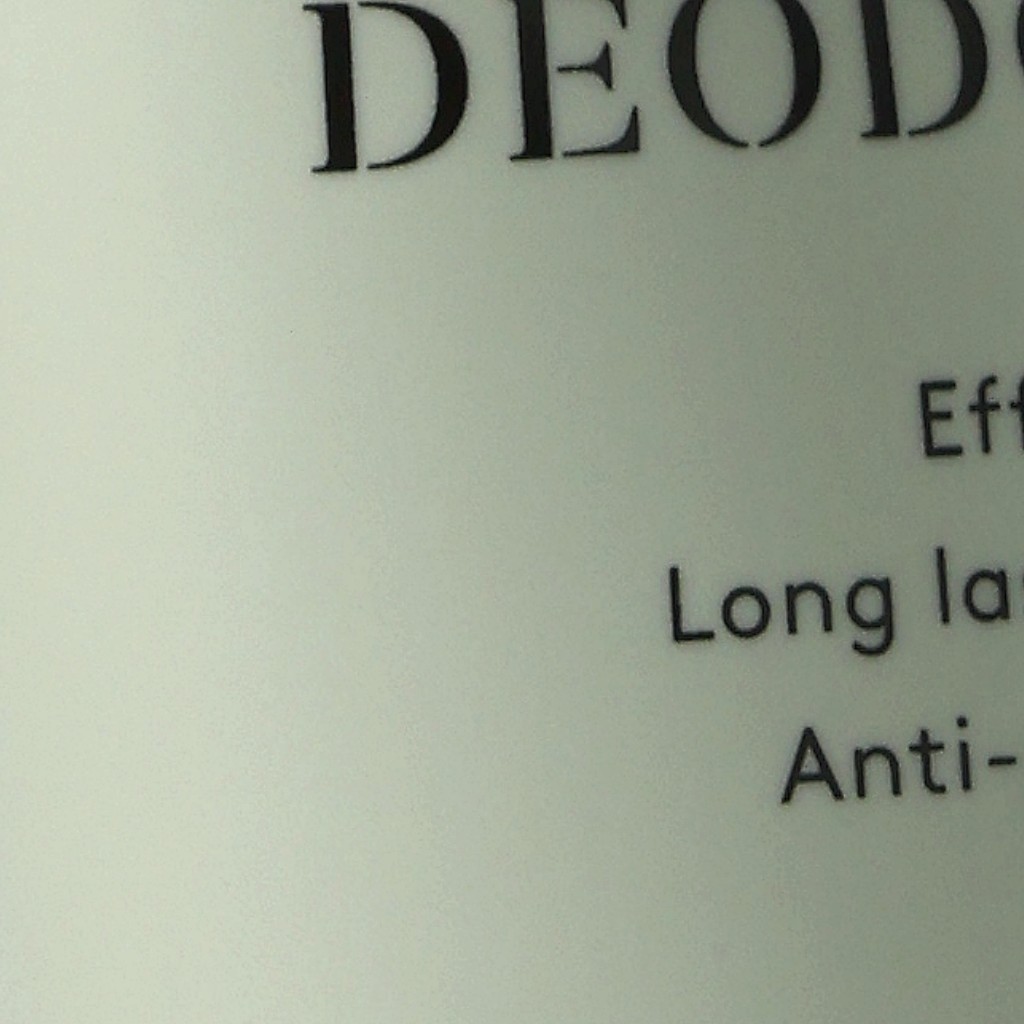 DEOD
Eff
Long la
Anti-